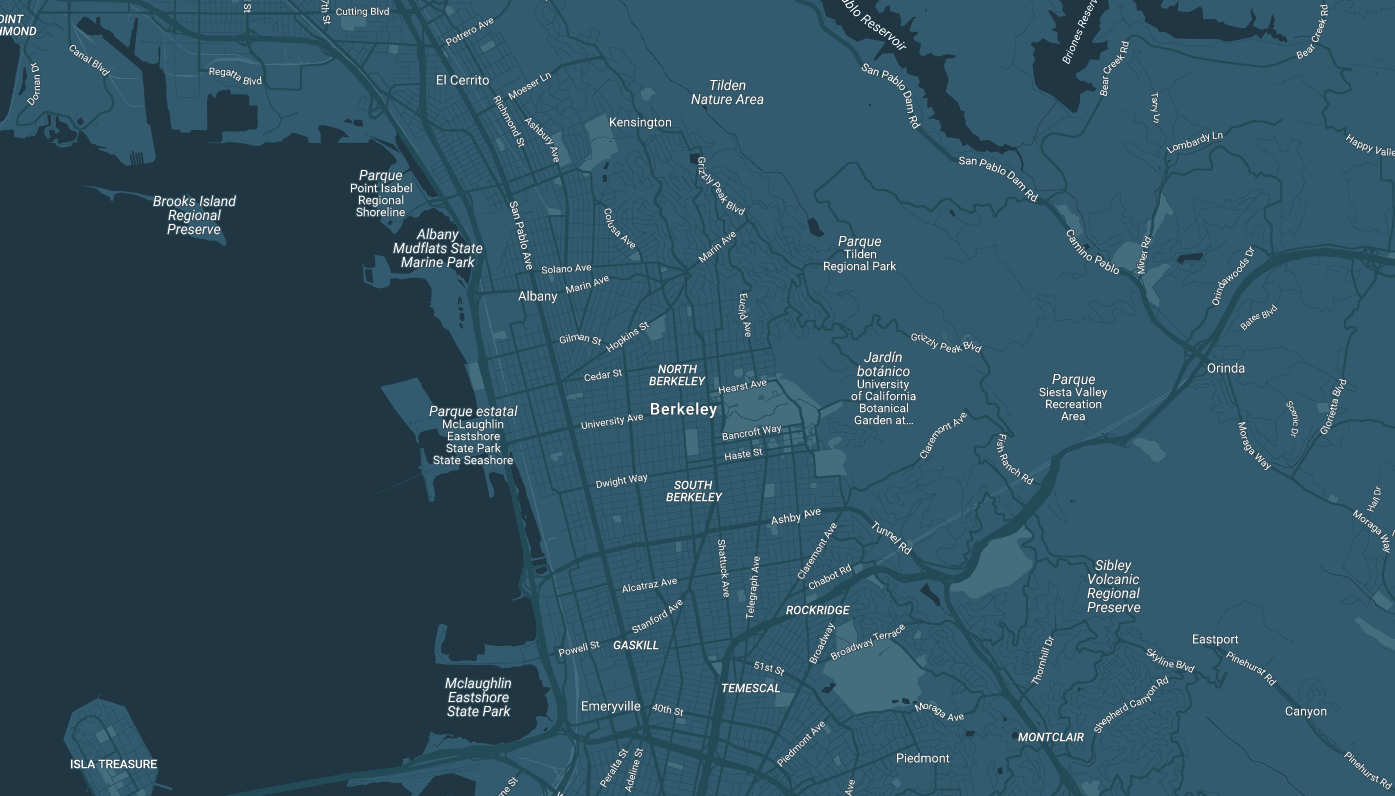 OINT
HMOND
Cutting Blvd
Potrero Ave
7th St
St
Canal Blvd
Regatta Blvd
Dornan Dr
El Cerrito
Moeser Ln
Richmond St
Ashbury Ave
Kensington
Tilden
Nature Area
ablo Reservoir
Briones Reserv
Bear Creek Rd
Bear Creek Rd
San Pablo Dam Rd
Tarry Ln
Lombardy Ln
Happy Valle
San Pablo Dam Rd
Parque
Point Isabel
Regional
Shoreline
Brooks Island
Regional
Preserve
Albany
Mudflats State
Marine Park
Grizzly Peak Blvd
San Pablo Ave
Colusa Ave
Marin Ave
Parque
Tilden
Regional Park
Camino Pablo
Miner Rd
Orindawoods Dr
Solano Ave
Marin Ave
Albany
Euclid Ave
Bates Blvd
Gilman St
Hopkins St
Grizzly Peak Blvd
Cedar St
NORTH
BERKELEY
Hearst Ave
Jardín
botánico
University
of California
Botanical
Garden at...
Parque
Siesta Valley
Recreation
Area
Orinda
Scenic Dr
Glorietta Blvd
Berkeley
University Ave
Bancroft Way
Haste St
Claremont Ave
Fish Ranch Rd
Moraga Way
Parque estatal
McLaughlin
Eastshore
State Park
State Seashore
Dwight Way
SOUTH
BERKELEY
Ashby Ave
Tunnel Rd
Hall Dr
Moraga Way
Shattuck Ave
Telegraph Ave
Claremont Ave
Chabot Rd
Alcatraz Ave
Stanford Ave
ROCKRIDGE
Sibley
Volcanic
Regional
Preserve
Powell St
GASKILL
Broadway
Broadway Terrace
Thornhill Dr
Eastport
Skyline Blvd
Pinehurst Rd
51st St
TEMESCAL
Mclaughlin
Eastshore
State Park
Emeryville
40th St
Moraga Ave
Shepherd Canyon Rd
Canyon
Piedmont Ave
MONTCLAIR
Piedmont
ISLA TREASURE
Peralta St
Adeline St
ne St
Ave
Pinehurst Rd